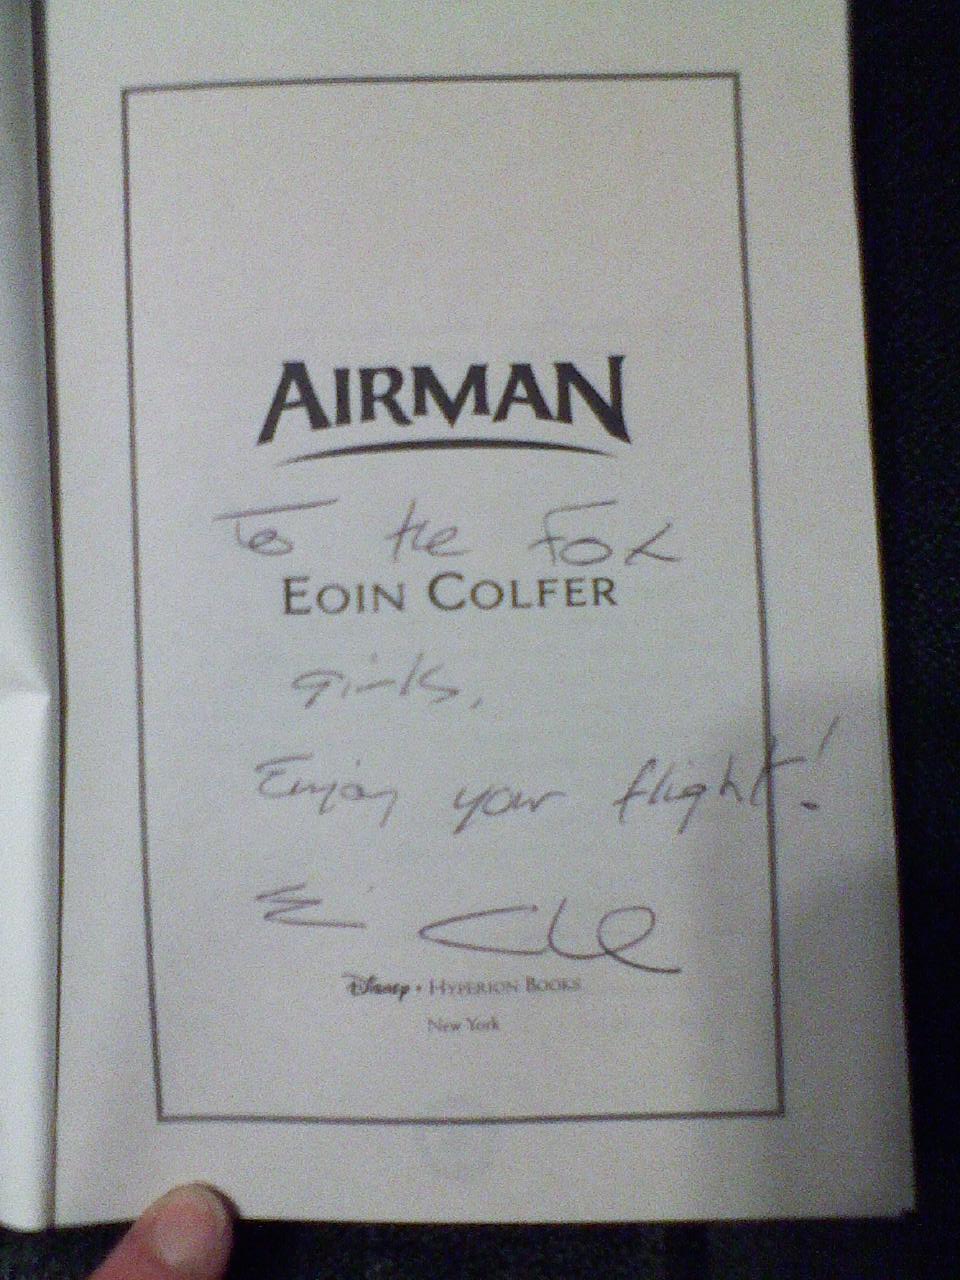 AIRMAN
To the Fox
EOIN COLFER
girls,
Enjoy your flight!
Disney • HYPERION BOOKS
New York